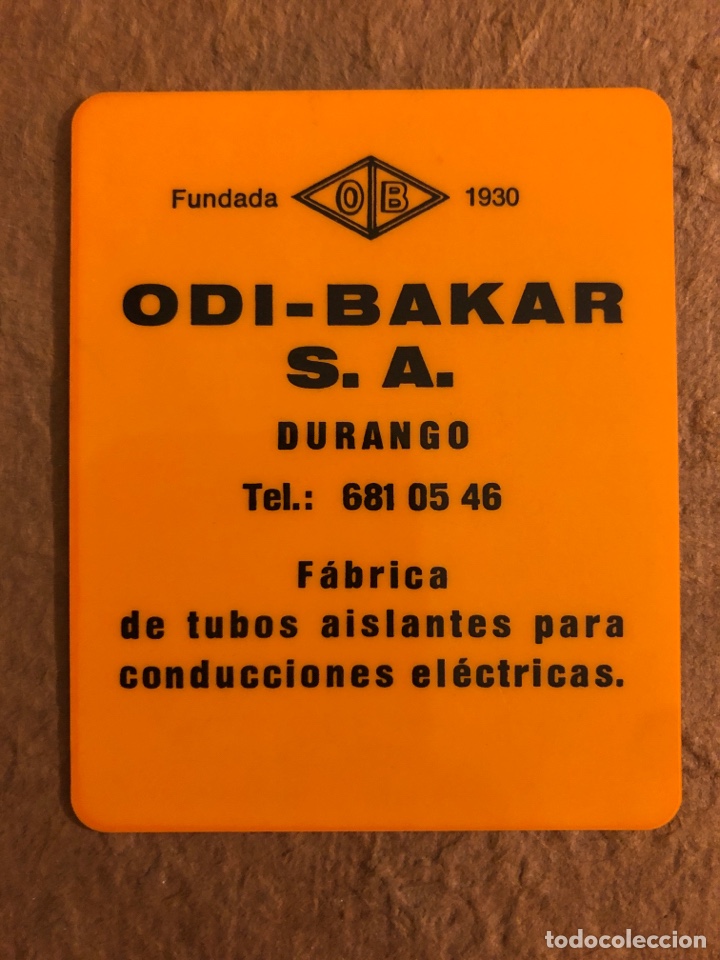 Fundada OB 1930
ODI-BAKAR
S. A.
DURANGO
Tel.: 681 05 46
Fábrica
de tubos aislantes para
conducciones eléctricas.
todocoleccion